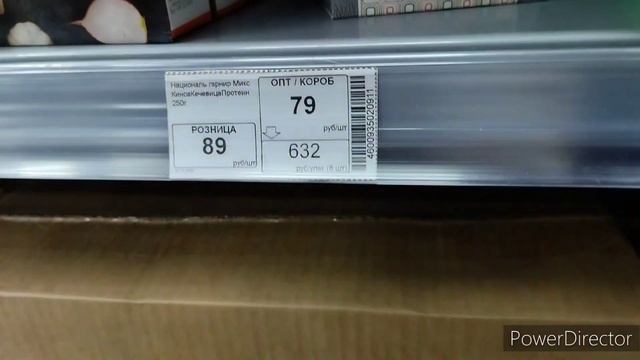 Националь гарнир Микс
КиноаЧечевицаПротеин
250г
РОЗНИЦА
89
руб/шт
ОПТ / КОРОБ
79
руб/шт
632
руб/упк (8 шт)
4600935020911
PowerDirector